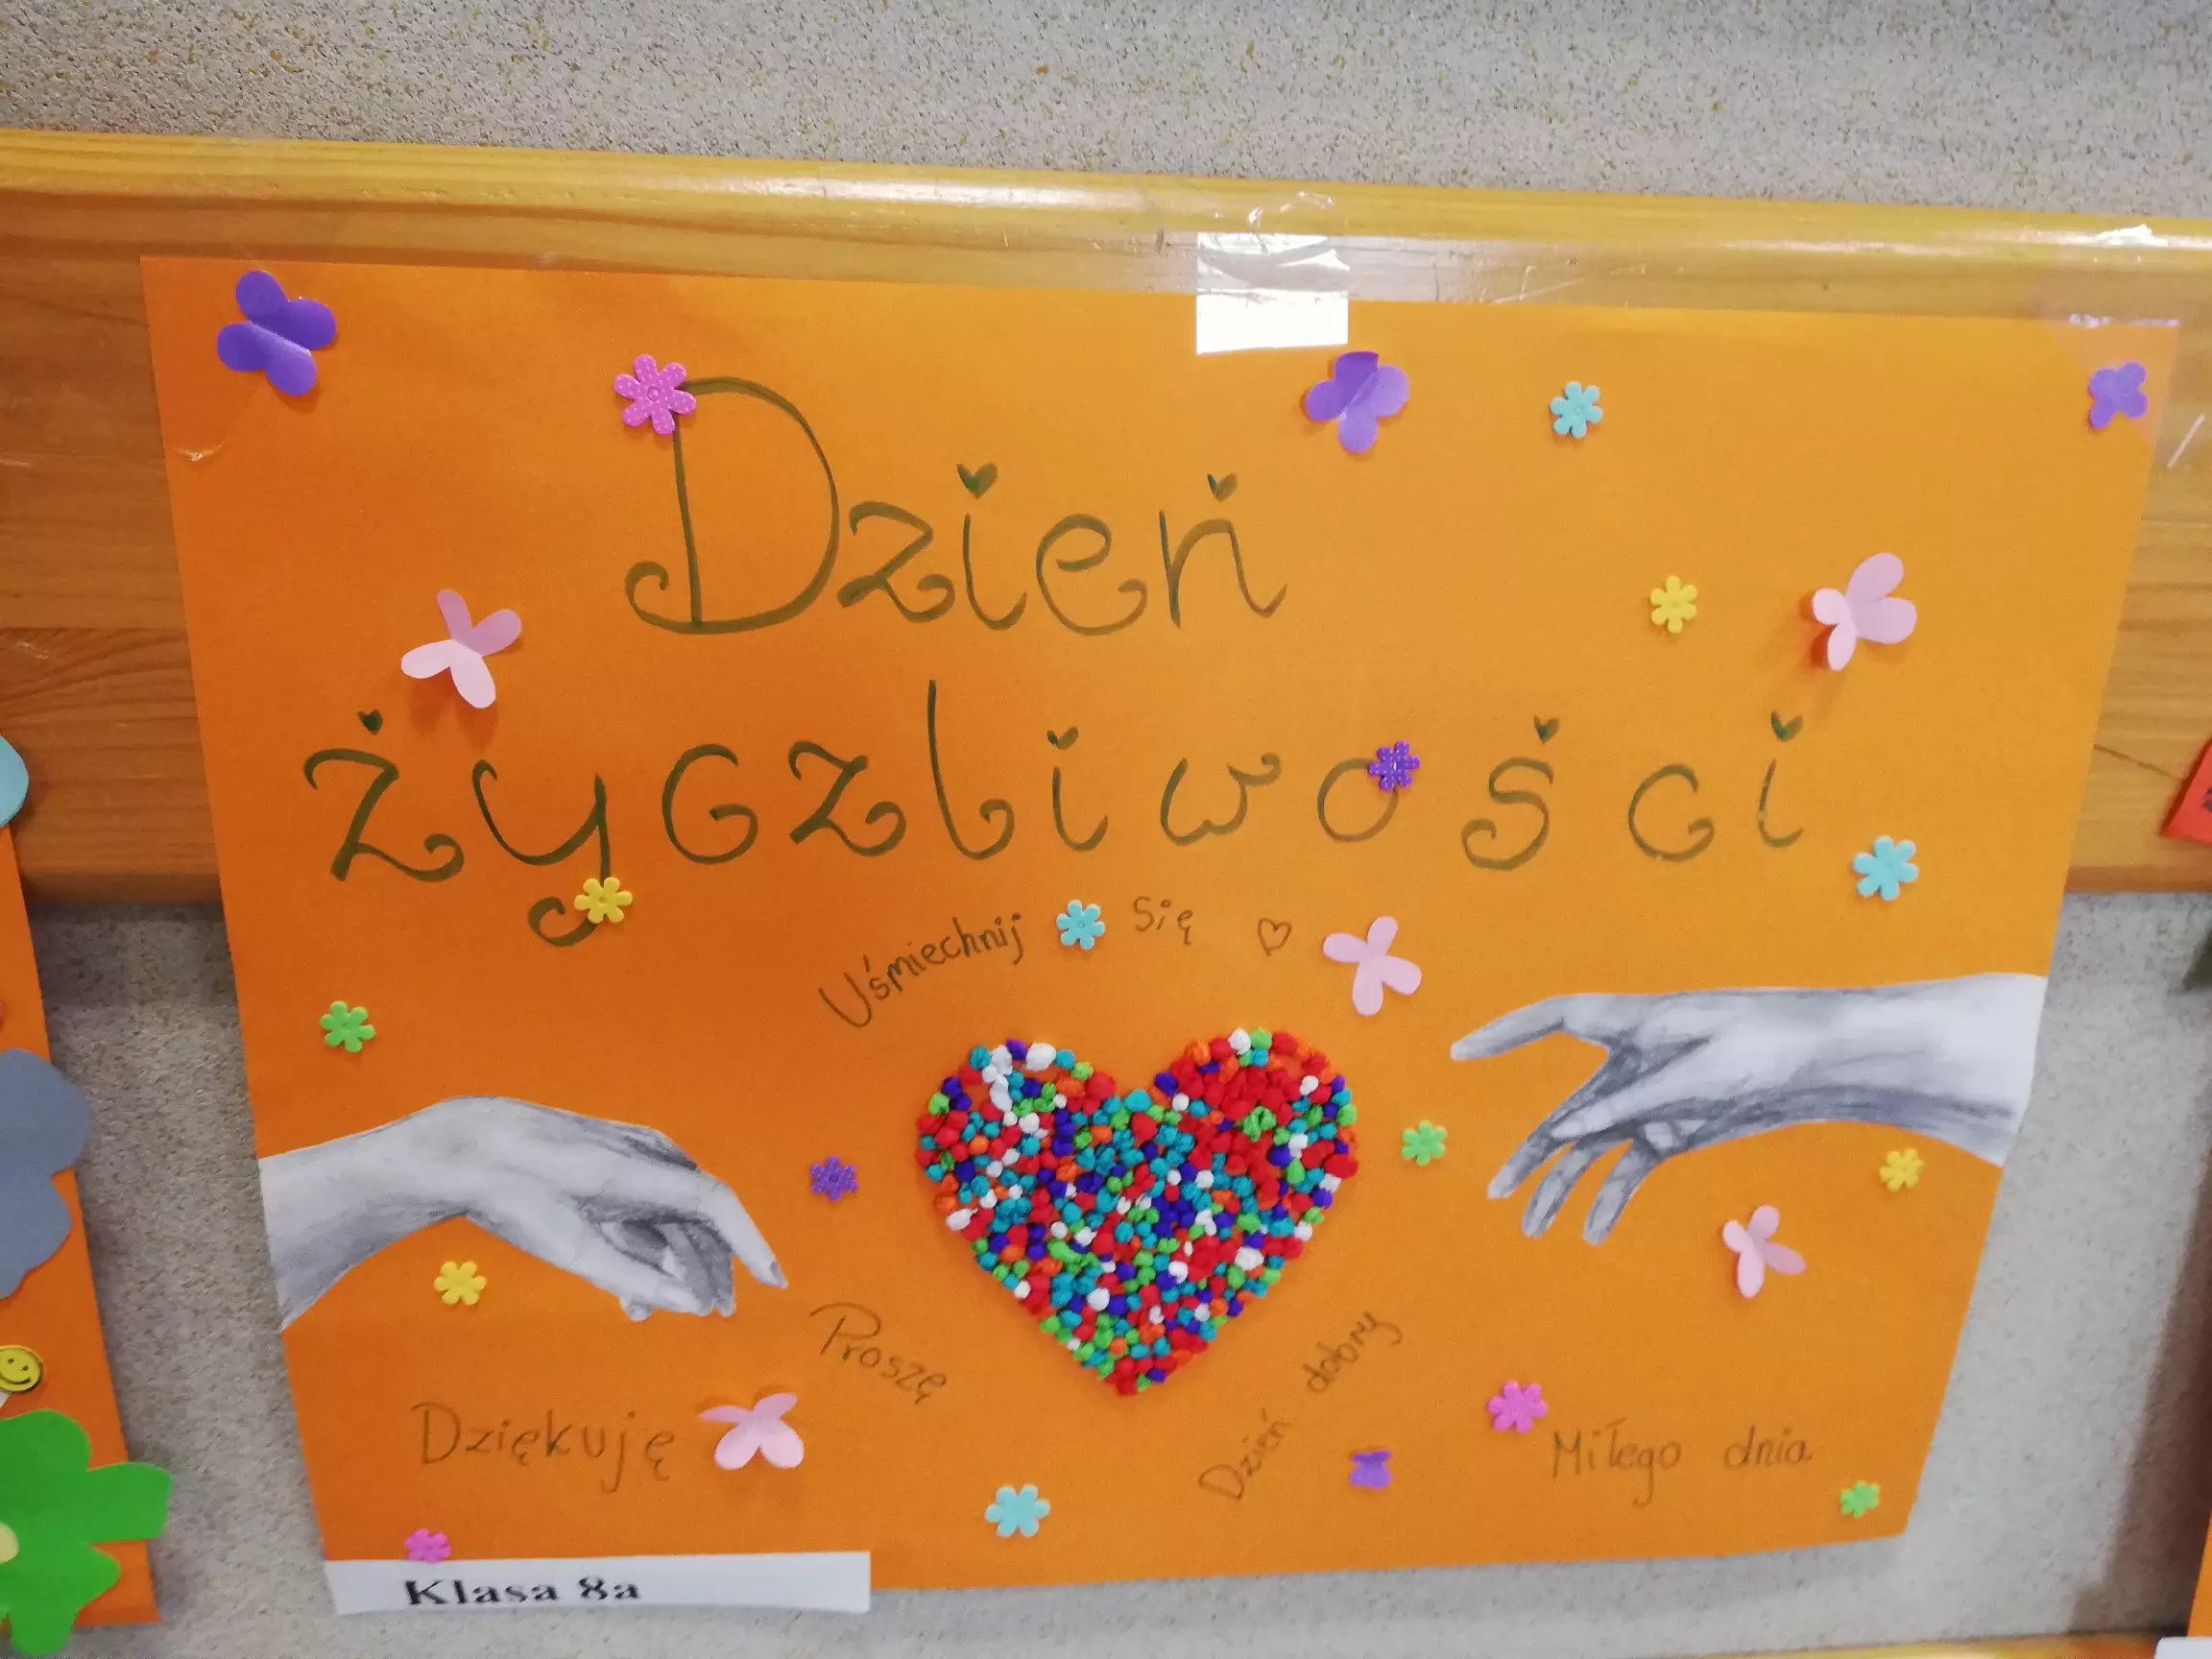 Dzień
życzliwości
Uśmiechnij się ♡
Proszę
Dzień dobry
Dziękuję
Miłego dnia
Klasa 8a